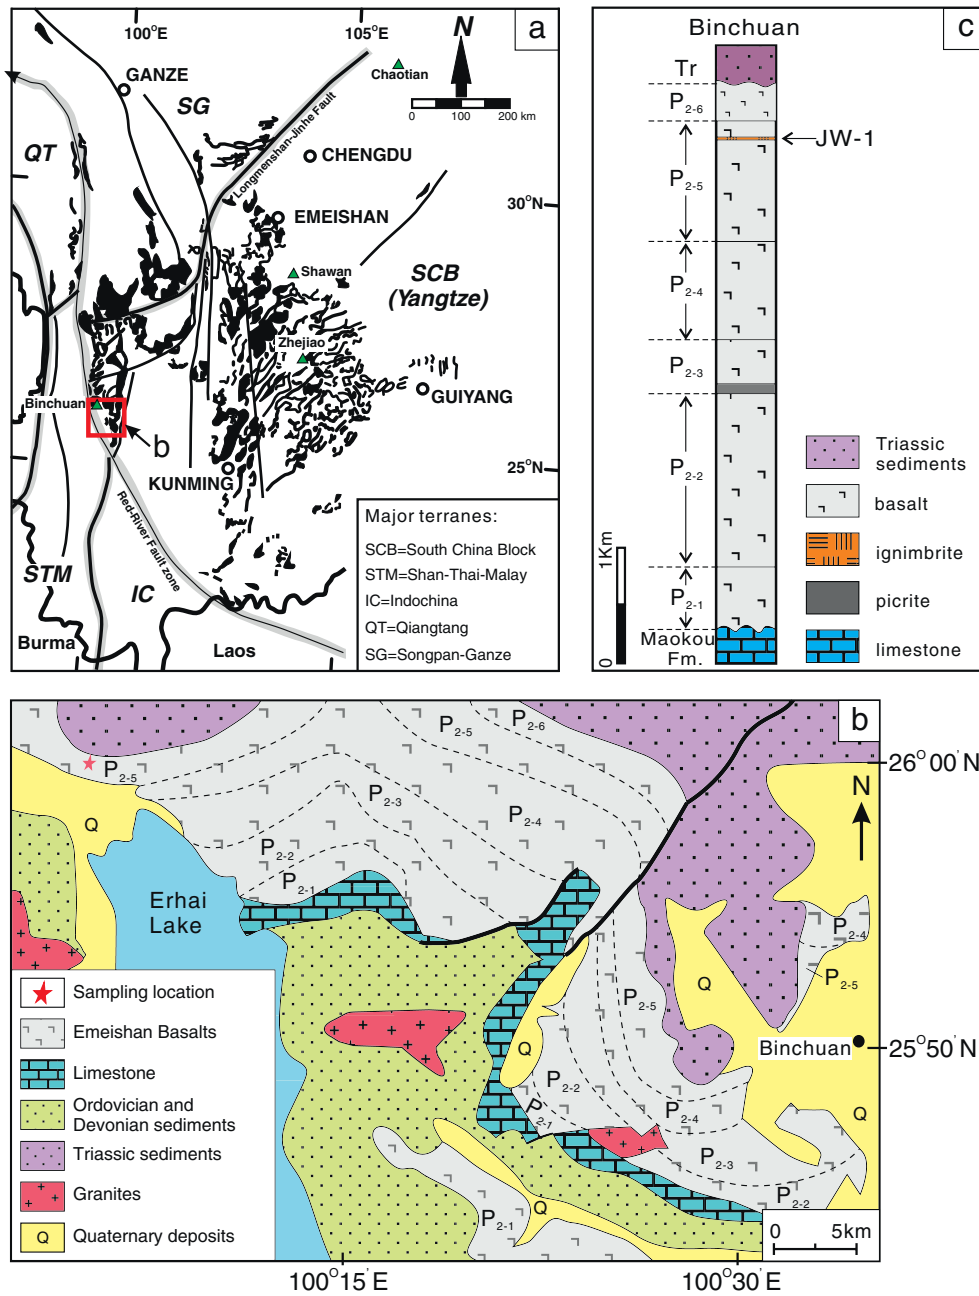 100°E
105°E
a
N
Chaotian
0 100 200 km
GANZE
SG
Longmenshan-Jinhe Fault
QT
CHENGDU
30°N
EMEISHAN
Shawan
SCB
(Yangtze)
Zhejiao
GUIYANG
Binchuan
b
25°N
KUNMING
Red-River Fault zone
STM
IC
Burma
Laos
Major terranes:
SCB=South China Block
STM=Shan-Thai-Malay
IC=Indochina
QT=Qiangtang
SG=Songpan-Ganze
Binchuan
c
Tr
P2-6
JW-1
P2-5
P2-4
P2-3
P2-2
P2-1
Maokou
Fm.
0 1Km
Triassic
sediments
basalt
ignimbrite
picrite
limestone
b
P2-6
P2-5
26°00'N
P2-5
N
P2-3
P2-4
Q
P2-2
P2-1
Erhai
Lake
P2-4
P2-5
P2-5
Q
Binchuan
25°50'N
Q
P2-2
P2-1
P2-4
Q
Q
P2-3
P2-2
P2-1
Q
0 5km
Sampling location
Emeishan Basalts
Limestone
Ordovician and
Devonian sediments
Triassic sediments
Granites
Q Quaternary deposits
100°15'E
100°30'E